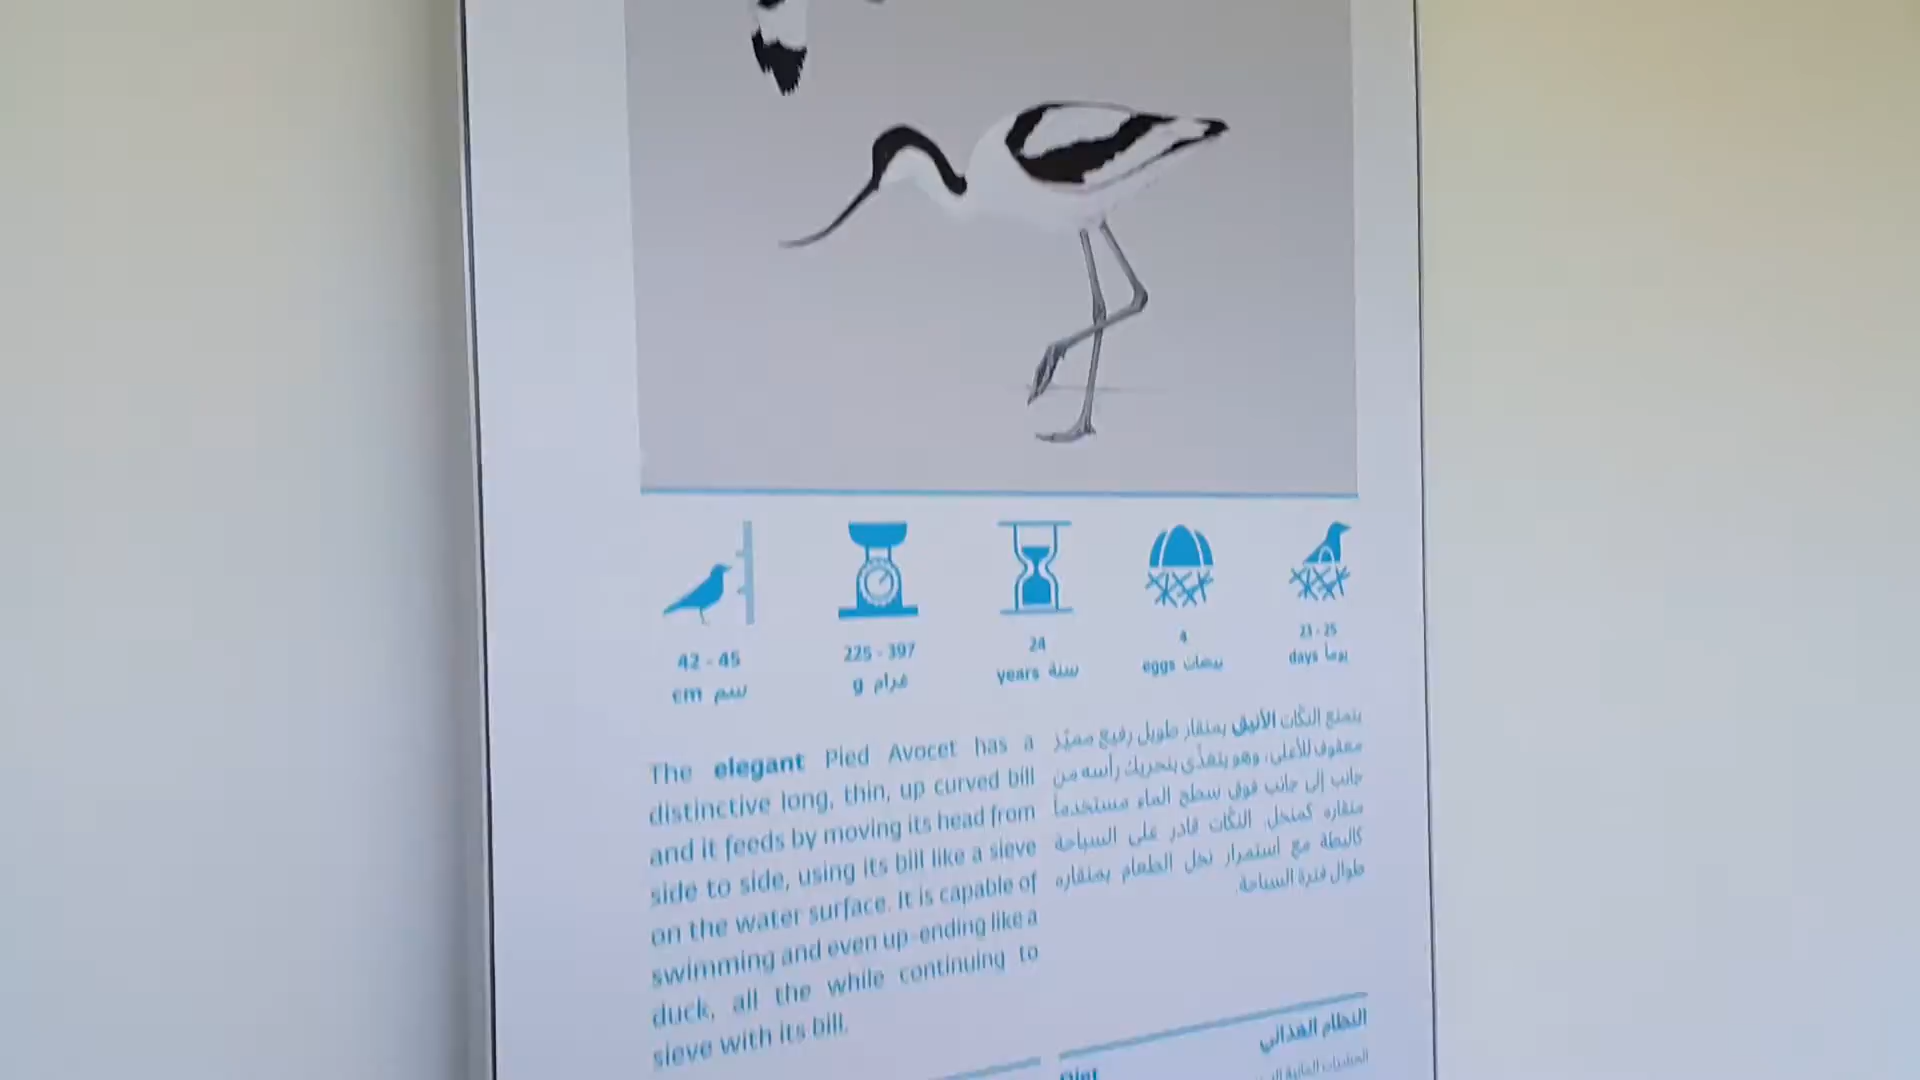 42 - 45
cm سم
225 - 397
g غرام
24
years سنة
4
eggs بيضات
23 - 25
days يوماً
The elegant Pied Avocet has a
distinctive long, thin, up curved bill
and it feeds by moving its head from
side to side, using its bill like a sieve
on the water surface. It is capable of
swimming and even up-ending like a
duck, all the while continuing to
sieve with its bill.
يتمتع النكّات الأنيق بمنقار طويل رفيع مميّز
معقوف للأعلى، وهو يتغذّى بتحريك رأسه من
جانب إلى جانب فوق سطح الماء مستخدماً
منقاره كمنخل. النكّات قادر على السباحة
كالبطة مع استمرار نخل الطعام بمنقاره
طوال فترة السباحة.
النظام الغذائي
Diet